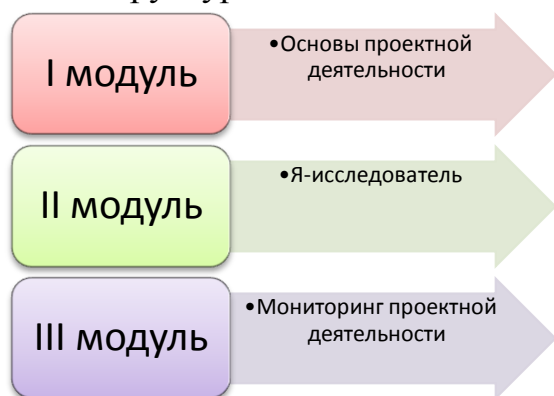 I модуль
•Основы проектной
деятельности
II модуль
•Я-исследователь
III модуль
•Мониторинг проектной
деятельности